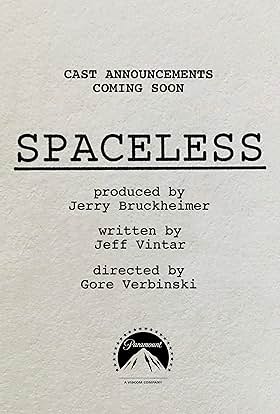 CAST ANNOUNCEMENTS
COMING SOON
SPACELESS
produced by
Jerry Bruckheimer
written by
Jeff Vintar
directed by
Gore Verbinski
Paramount
A VIACOM COMPANY